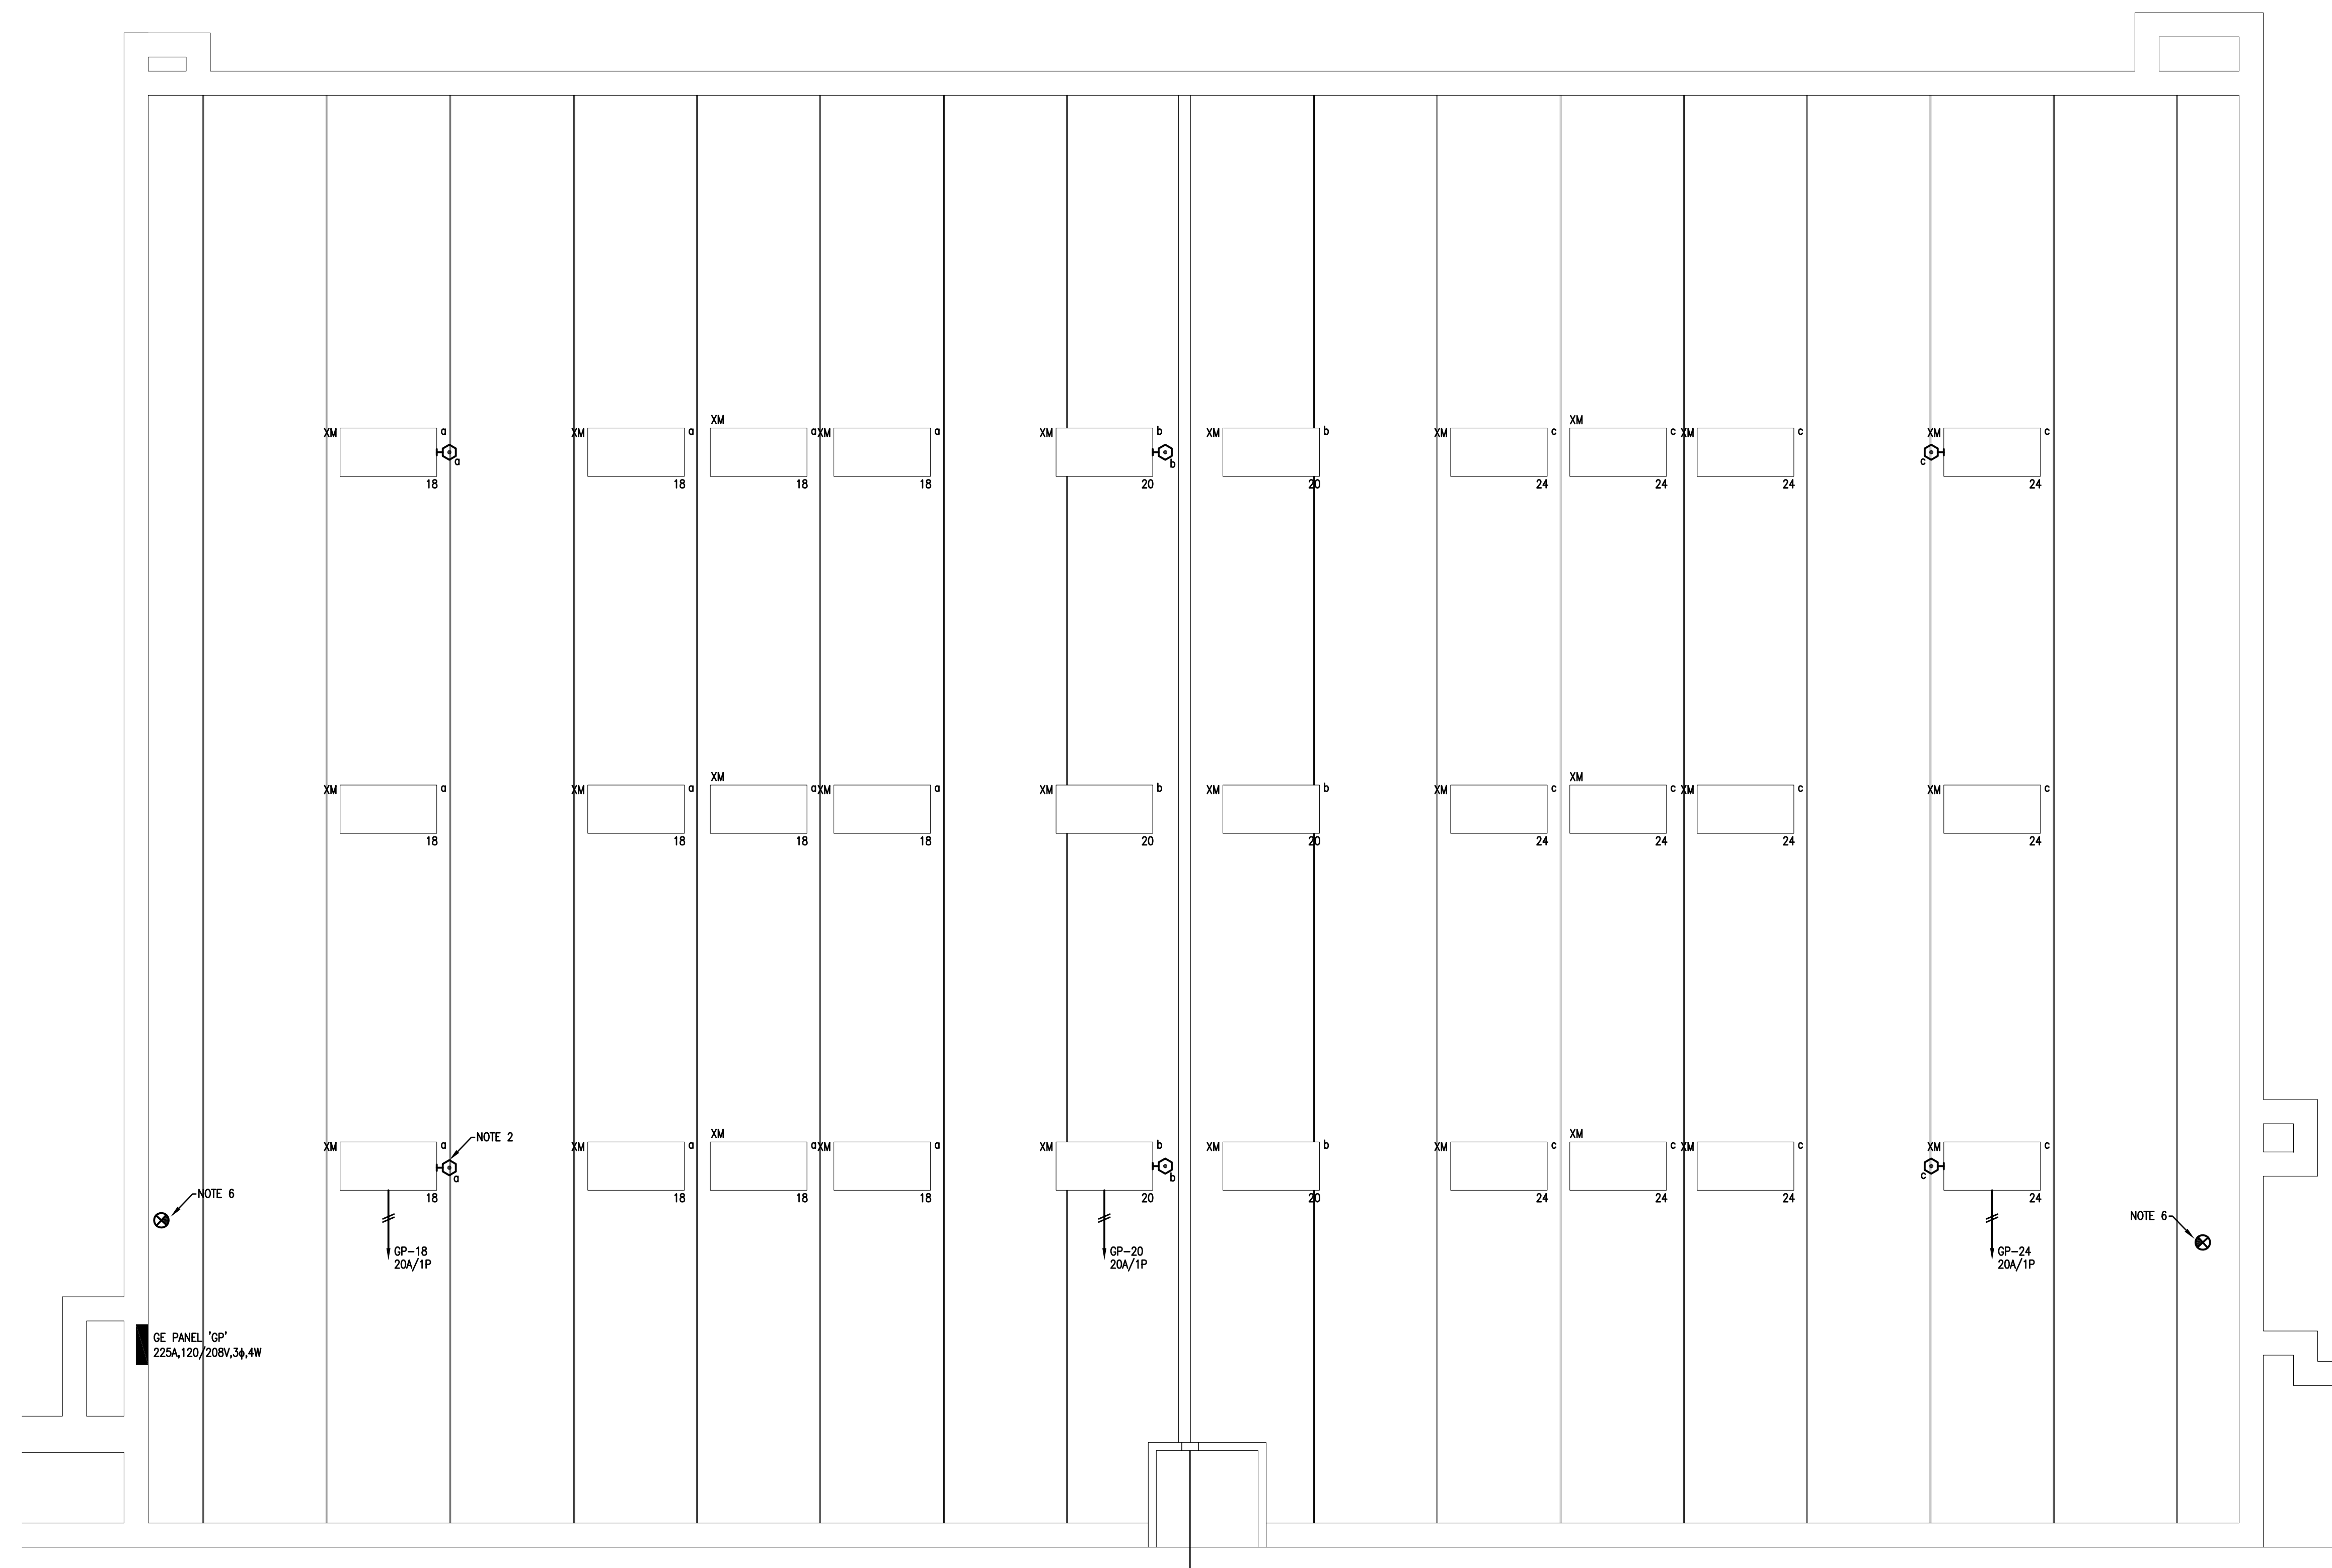 XM
XM
XM a
a
XM a
a
XM a
XM b
b
XM b
XM c
c
XM c
XM
c
c
18
18
18
18
20
20
24
24
24
24
XM
XM
XM a
XM a
a
XM a
XM b
XM b
XM c
c
XM c
XM c
18
18
18
18
20
20
24
24
24
24
XM
XM
XM a
NOTE 2
a
XM a
a
XM a
XM b
b
XM b
XM c
c
XM c
XM c
c
18
18
18
18
20
20
24
24
24
24
NOTE 6
NOTE 6
GP-18
20A/1P
GP-20
20A/1P
GP-24
20A/1P
GE PANEL 'GP'
225A,120/208V,3ϕ,4W